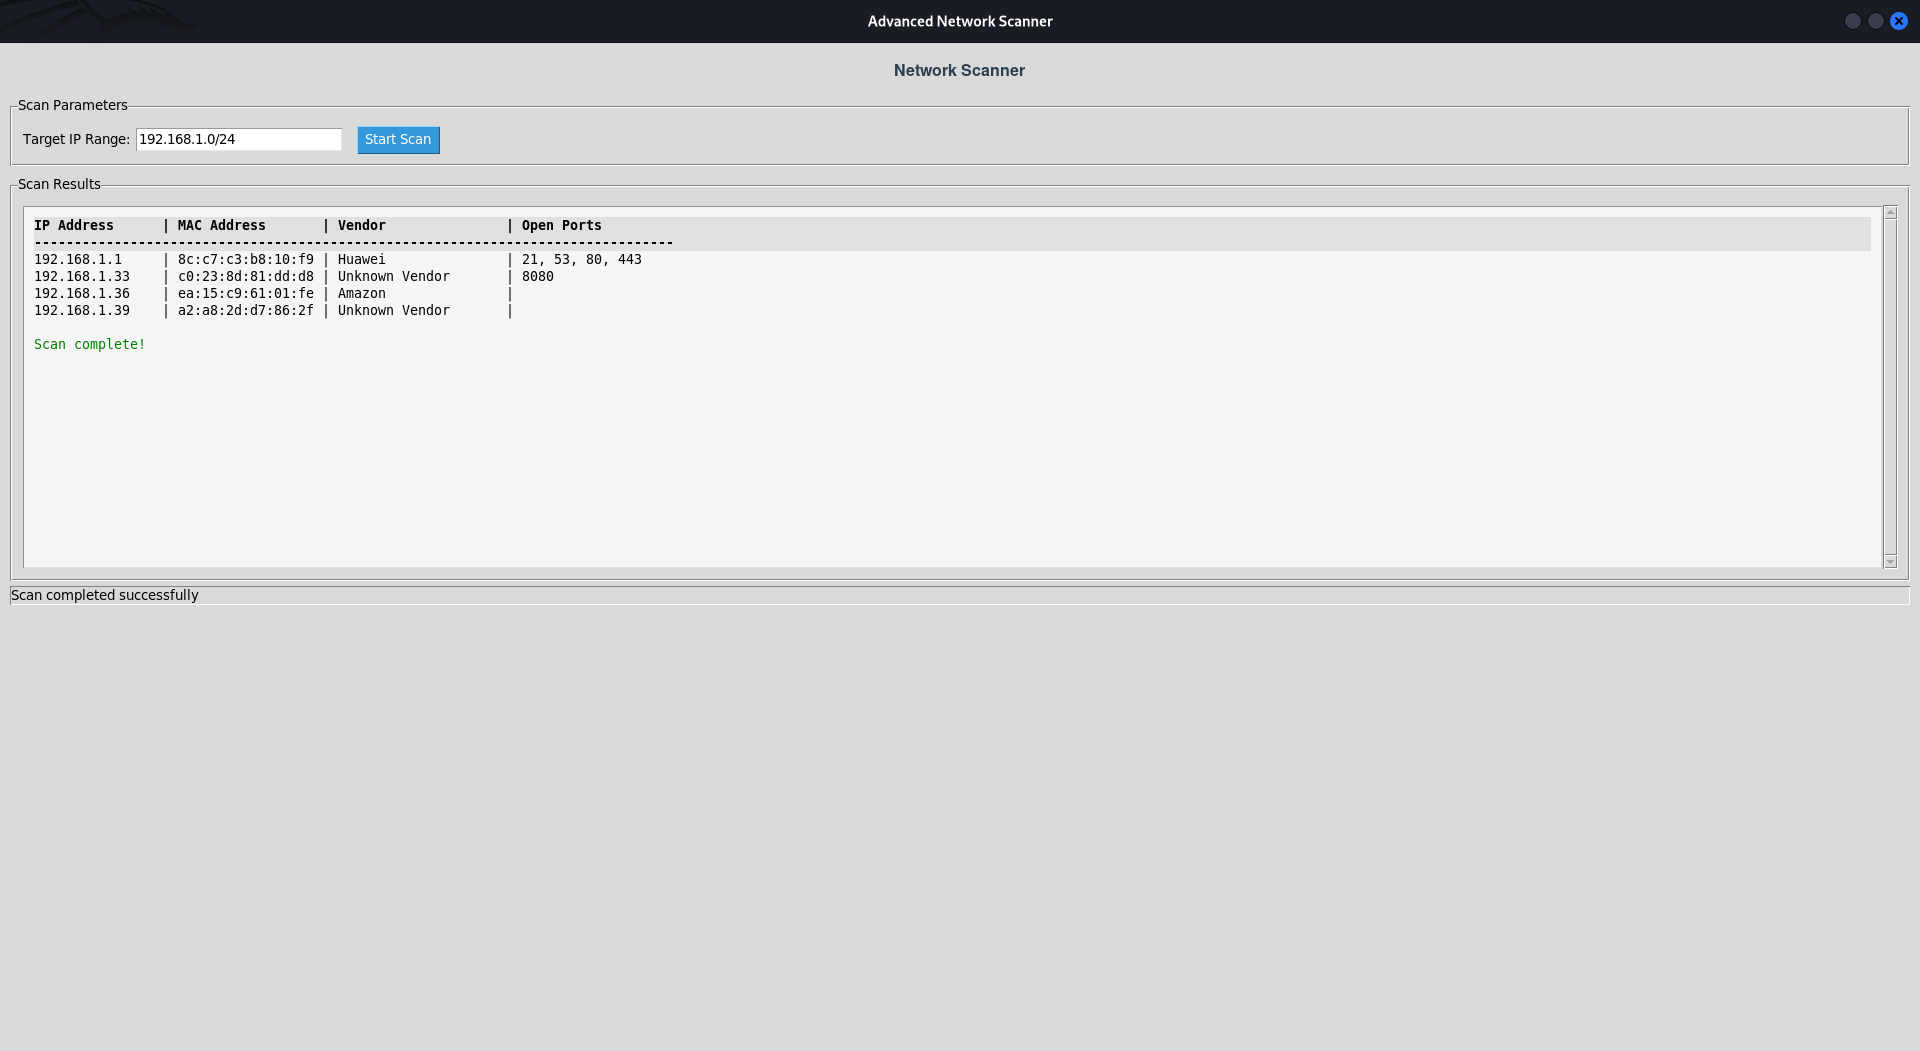 Advanced Network Scanner
Network Scanner
Scan Parameters
Target IP Range: 192.168.1.0/24 Start Scan
Scan Results
IP Address      | MAC Address       | Vendor               | Open Ports
--------------------------------------------------------------------------------
192.168.1.1     | 8c:c7:c3:b8:10:f9 | Huawei               | 21, 53, 80, 443
192.168.1.33    | c0:23:8d:81:dd:d8 | Unknown Vendor       | 8080
192.168.1.36    | ea:15:c9:61:01:fe | Amazon               |
192.168.1.39    | a2:a8:2d:d7:86:2f | Unknown Vendor       |
Scan complete!
Scan completed successfully